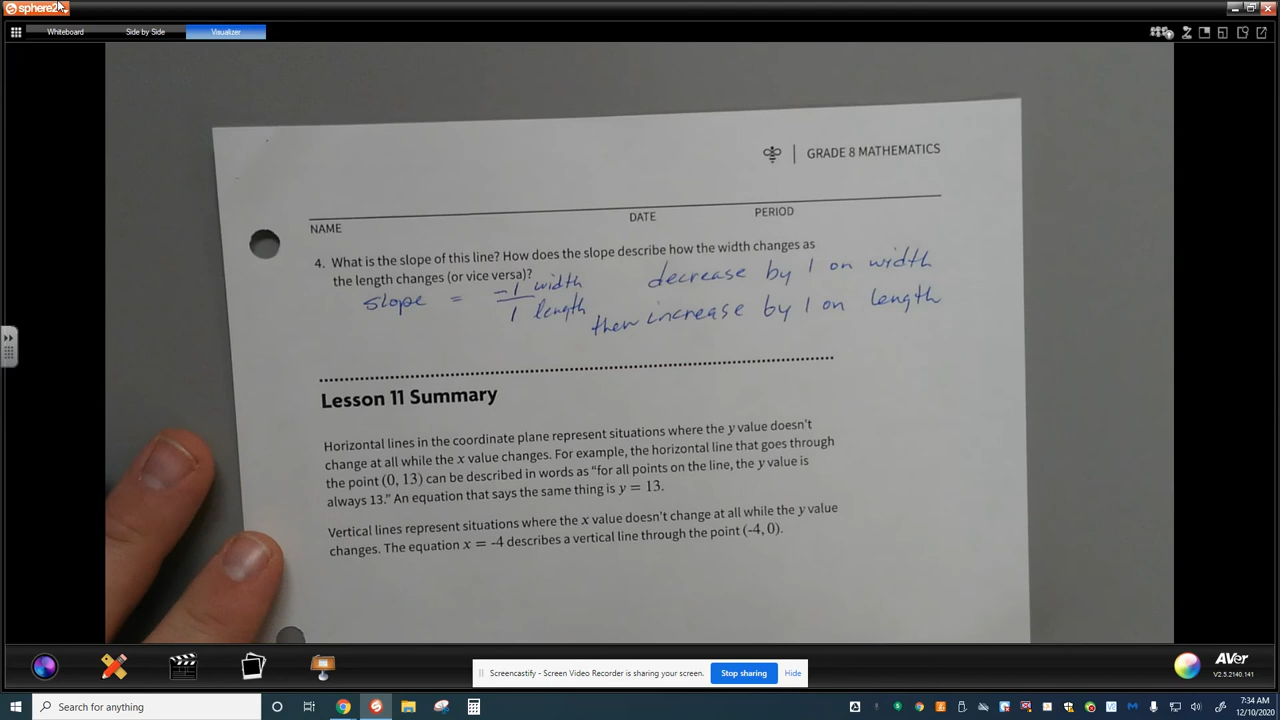 sphere2
Whiteboard Side by Side Visualizer
GRADE 8 MATHEMATICS
NAME DATE PERIOD
4. What is the slope of this line? How does the slope describe how the width changes as
the length changes (or vice versa)?
slope = -1 width
1 length
decrease by 1 on width
then increase by 1 on length
Lesson 11 Summary
Horizontal lines in the coordinate plane represent situations where the y value doesn't
change at all while the x value changes. For example, the horizontal line that goes through
the point (0, 13) can be described in words as "for all points on the line, the y value is
always 13." An equation that says the same thing is y = 13.
Vertical lines represent situations where the x value doesn't change at all while the y value
changes. The equation x = -4 describes a vertical line through the point (-4, 0).
Screencastify - Screen Video Recorder is sharing your screen. Stop sharing Hide
AVer
V2.5.2140.141
Search for anything
7:34 AM
12/10/2020